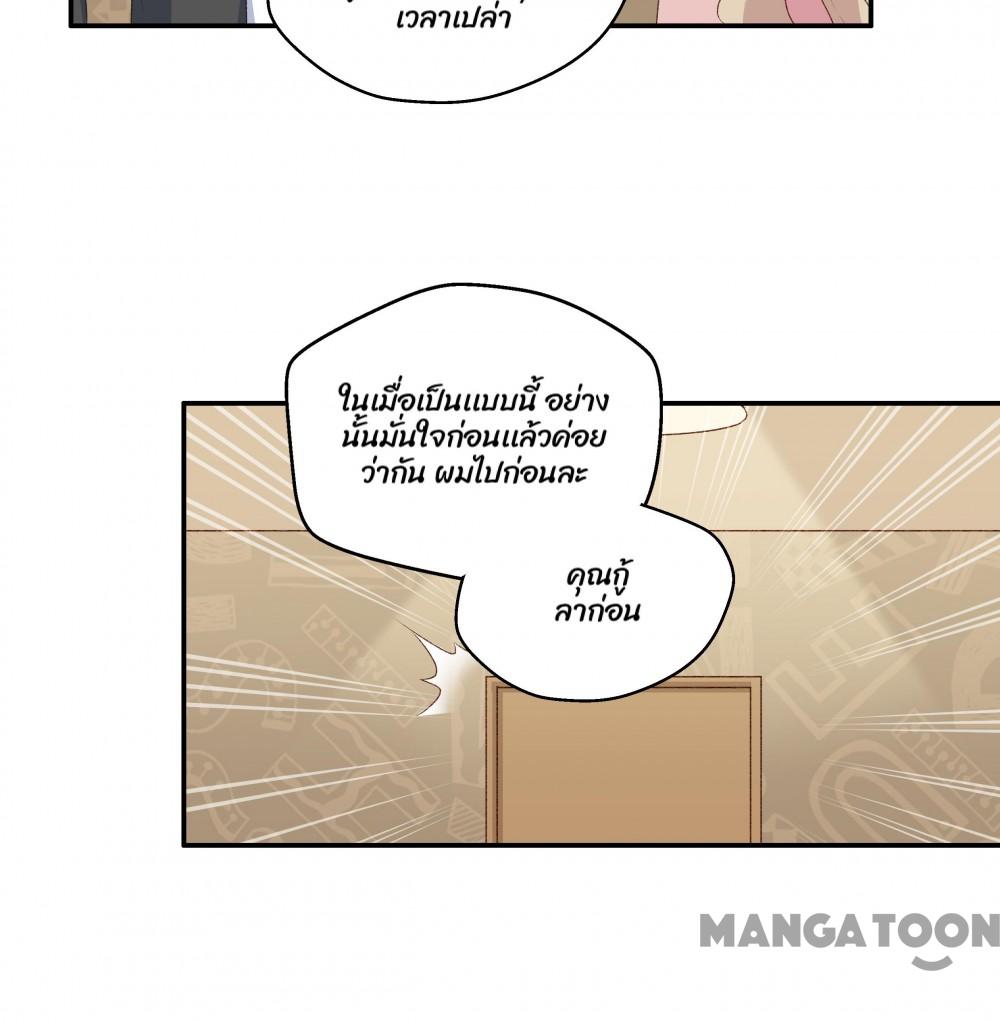 เวลาเปล่า
ในเมื่อเป็นแบบนี้ อย่าง
นั้นมั่นใจก่อนแล้วค่อย
ว่ากัน ผมไปก่อนละ
คุณกู้
ลาก่อน
MANGATOON